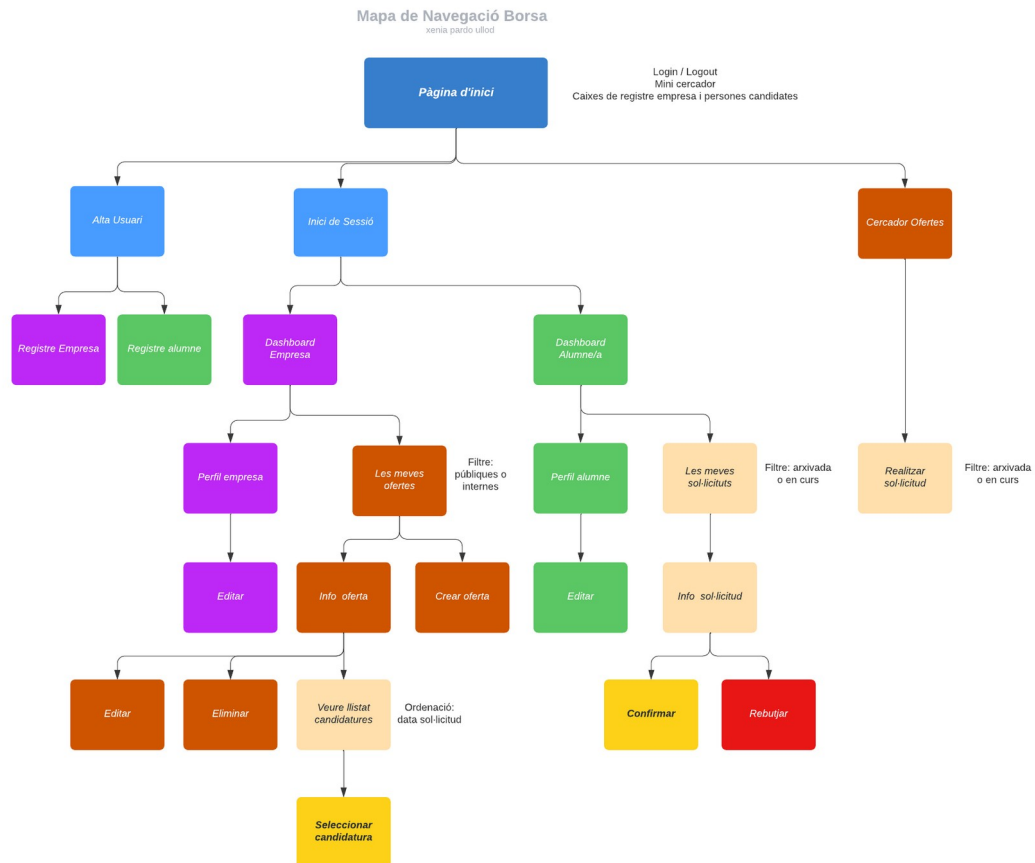 Mapa de Navegació Borsa
xenia pardo ullod
Pàgina d'inici
Login / Logout
Mini cercador
Caixes de registre empresa i persones candidates
Alta Usuari
Inici de Sessió
Cercador Ofertes
Registre Empresa
Registre alumne
Dashboard
Empresa
Dashboard
Alumne/a
Perfil empresa
Les meves
ofertes
Filtre:
públiques o
internes
Perfil alumne
Les meves
sol·licituts
Filtre: arxivada
o en curs
Realitzar
sol·licitud
Filtre: arxivada
o en curs
Editar
Info oferta
Crear oferta
Editar
Info sol·licitud
Editar
Eliminar
Veure llistat
candidatures
Ordenació:
data sol·licitud
Confirmar
Rebutjar
Seleccionar
candidatura